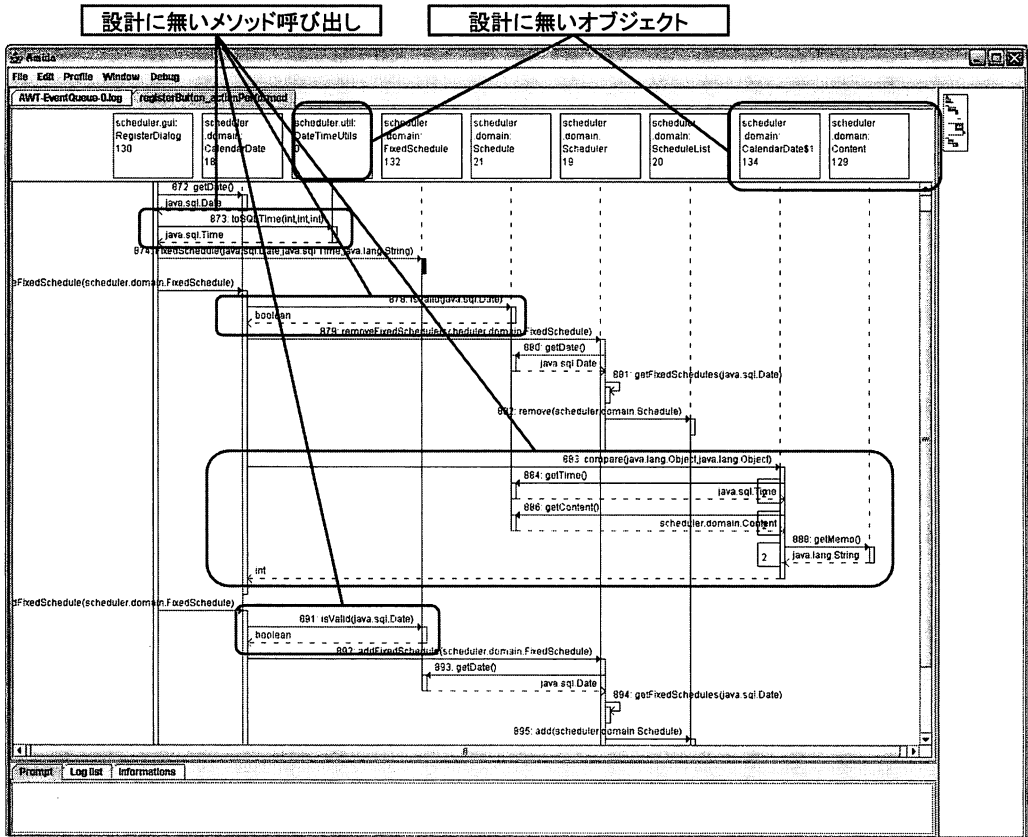 設計に無いメソッド呼び出し
設計に無いオブジェクト
Amida
File Edit Profile Window Debug
AWT-EventQueue-0.log
registerButton_actionPerformed
scheduler.gui:
RegisterDialog
130
scheduler
.domain:
CalendarDate
18
scheduler.util:
DateTimeUtils
0
scheduler
.domain:
FixedSchedule
132
scheduler
.domain:
Schedule
21
scheduler
.domain:
Scheduler
19
scheduler
.domain:
ScheduleList
20
scheduler
.domain:
CalendarDate$1
134
scheduler
.domain:
Content
129
872: getDate()
java.sql.Date
873: toSQLTime(int,int,int)
java.sql.Time
874: FixedSchedule(java.sql.Date,java.sql.Time,java.lang.String)
eFixedSchedule(scheduler.domain.FixedSchedule)
878: isValid(java.sql.Date)
boolean
879: removeFixedSchedule(scheduler.domain.FixedSchedule)
880: getDate()
java.sql.Date
881: getFixedSchedules(java.sql.Date)
882: remove(scheduler.domain.Schedule)
883: compare(java.lang.Object,java.lang.Object)
884: getTime()
java.sql.Time
886: getContent()
scheduler.domain.Content
888: getMemo()
2
java.lang.String
int
dFixedSchedule(scheduler.domain.FixedSchedule)
891: isValid(java.sql.Date)
boolean
892: addFixedSchedule(scheduler.domain.FixedSchedule)
893: getDate()
java.sql.Date
894: getFixedSchedules(java.sql.Date)
895: add(scheduler.domain.Schedule)
Prompt
Log list
Informations